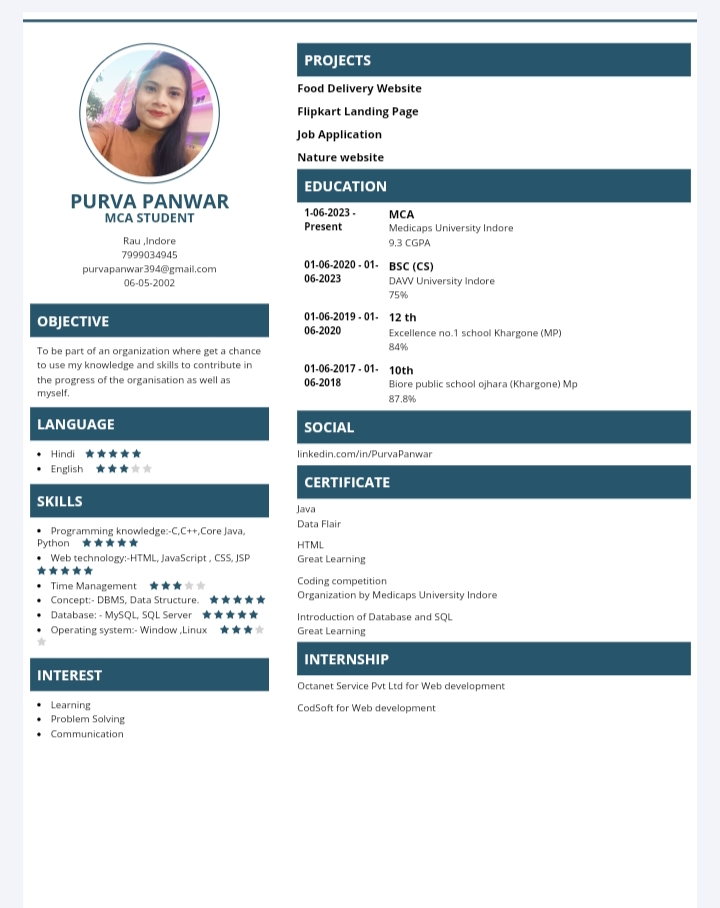 PURVA PANWAR
MCA STUDENT
Rau ,Indore
7999034945
purvapanwar394@gmail.com
06-05-2002
OBJECTIVE
To be part of an organization where get a chance
to use my knowledge and skills to contribute in
the progress of the organisation as well as
myself.
LANGUAGE
• Hindi
• English
SKILLS
• Programming knowledge:-C,C++,Core Java,
Python
• Web technology:-HTML, JavaScript , CSS, JSP
• Time Management
• Concept:- DBMS, Data Structure.
• Database: - MySQL, SQL Server
• Operating system:- Window ,Linux
INTEREST
• Learning
• Problem Solving
• Communication
PROJECTS
Food Delivery Website
Flipkart Landing Page
Job Application
Nature website
EDUCATION
1-06-2023 -
Present
MCA
Medicaps University Indore
9.3 CGPA
01-06-2020 - 01-
06-2023
BSC (CS)
DAVV University Indore
75%
01-06-2019 - 01-
06-2020
12 th
Excellence no.1 school Khargone (MP)
84%
01-06-2017 - 01-
06-2018
10th
Biore public school ojhara (Khargone) Mp
87.8%
SOCIAL
linkedin.com/in/PurvaPanwar
CERTIFICATE
Java
Data Flair
HTML
Great Learning
Coding competition
Organization by Medicaps University Indore
Introduction of Database and SQL
Great Learning
INTERNSHIP
Octanet Service Pvt Ltd for Web development
CodSoft for Web development